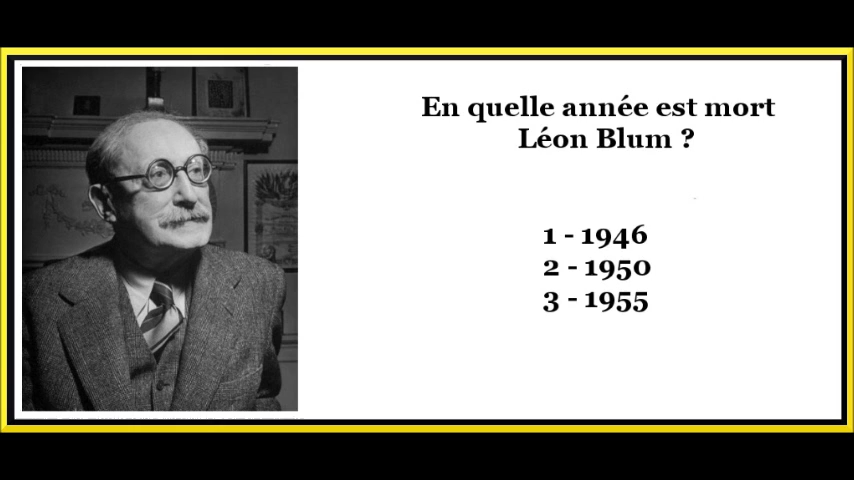 En quelle année est mort
Léon Blum ?
1 - 1946
2 - 1950
3 - 1955